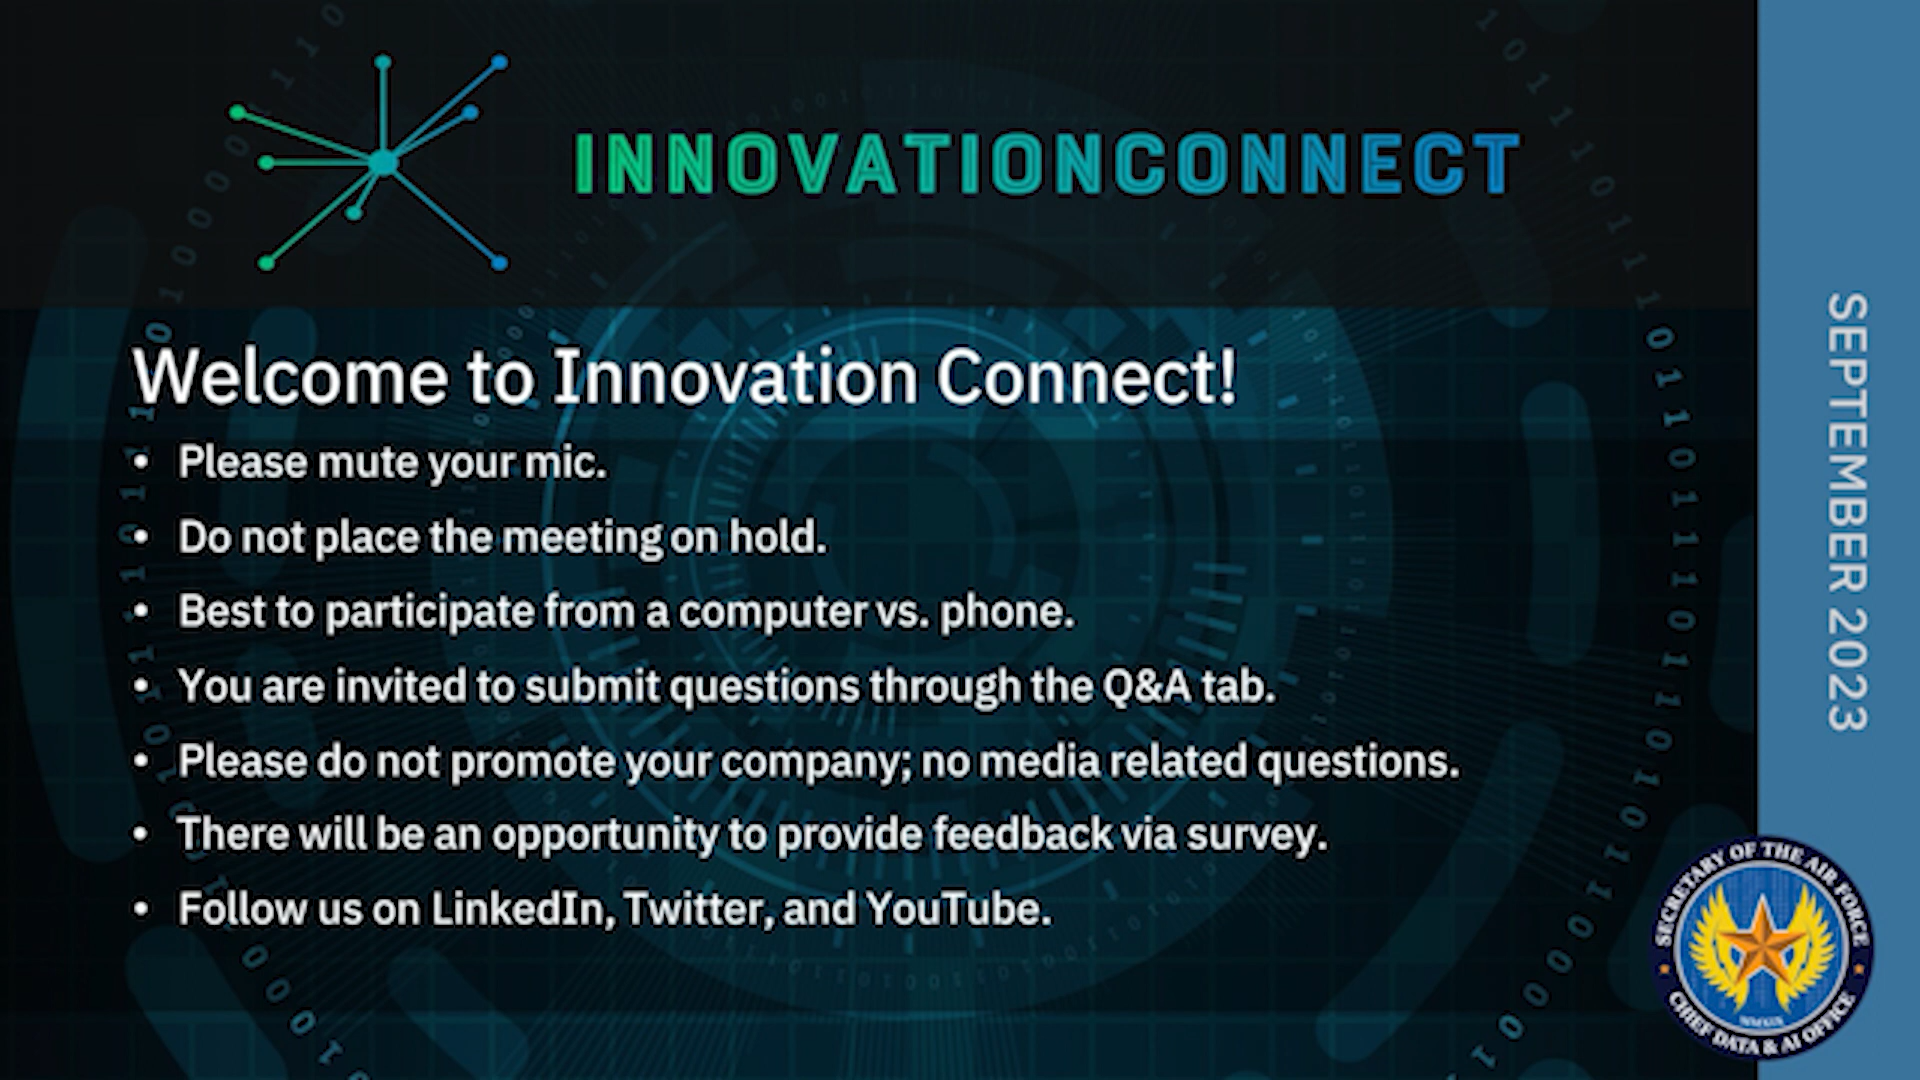 INNOVATIONCONNECT
Welcome to Innovation Connect!
• Please mute your mic.
• Do not place the meeting on hold.
• Best to participate from a computer vs. phone.
• You are invited to submit questions through the Q&A tab.
• Please do not promote your company; no media related questions.
• There will be an opportunity to provide feedback via survey.
• Follow us on LinkedIn, Twitter, and YouTube.
SEPTEMBER 2023
SECRETARY OF THE AIR FORCE
CHIEF DATA & AI OFFICE